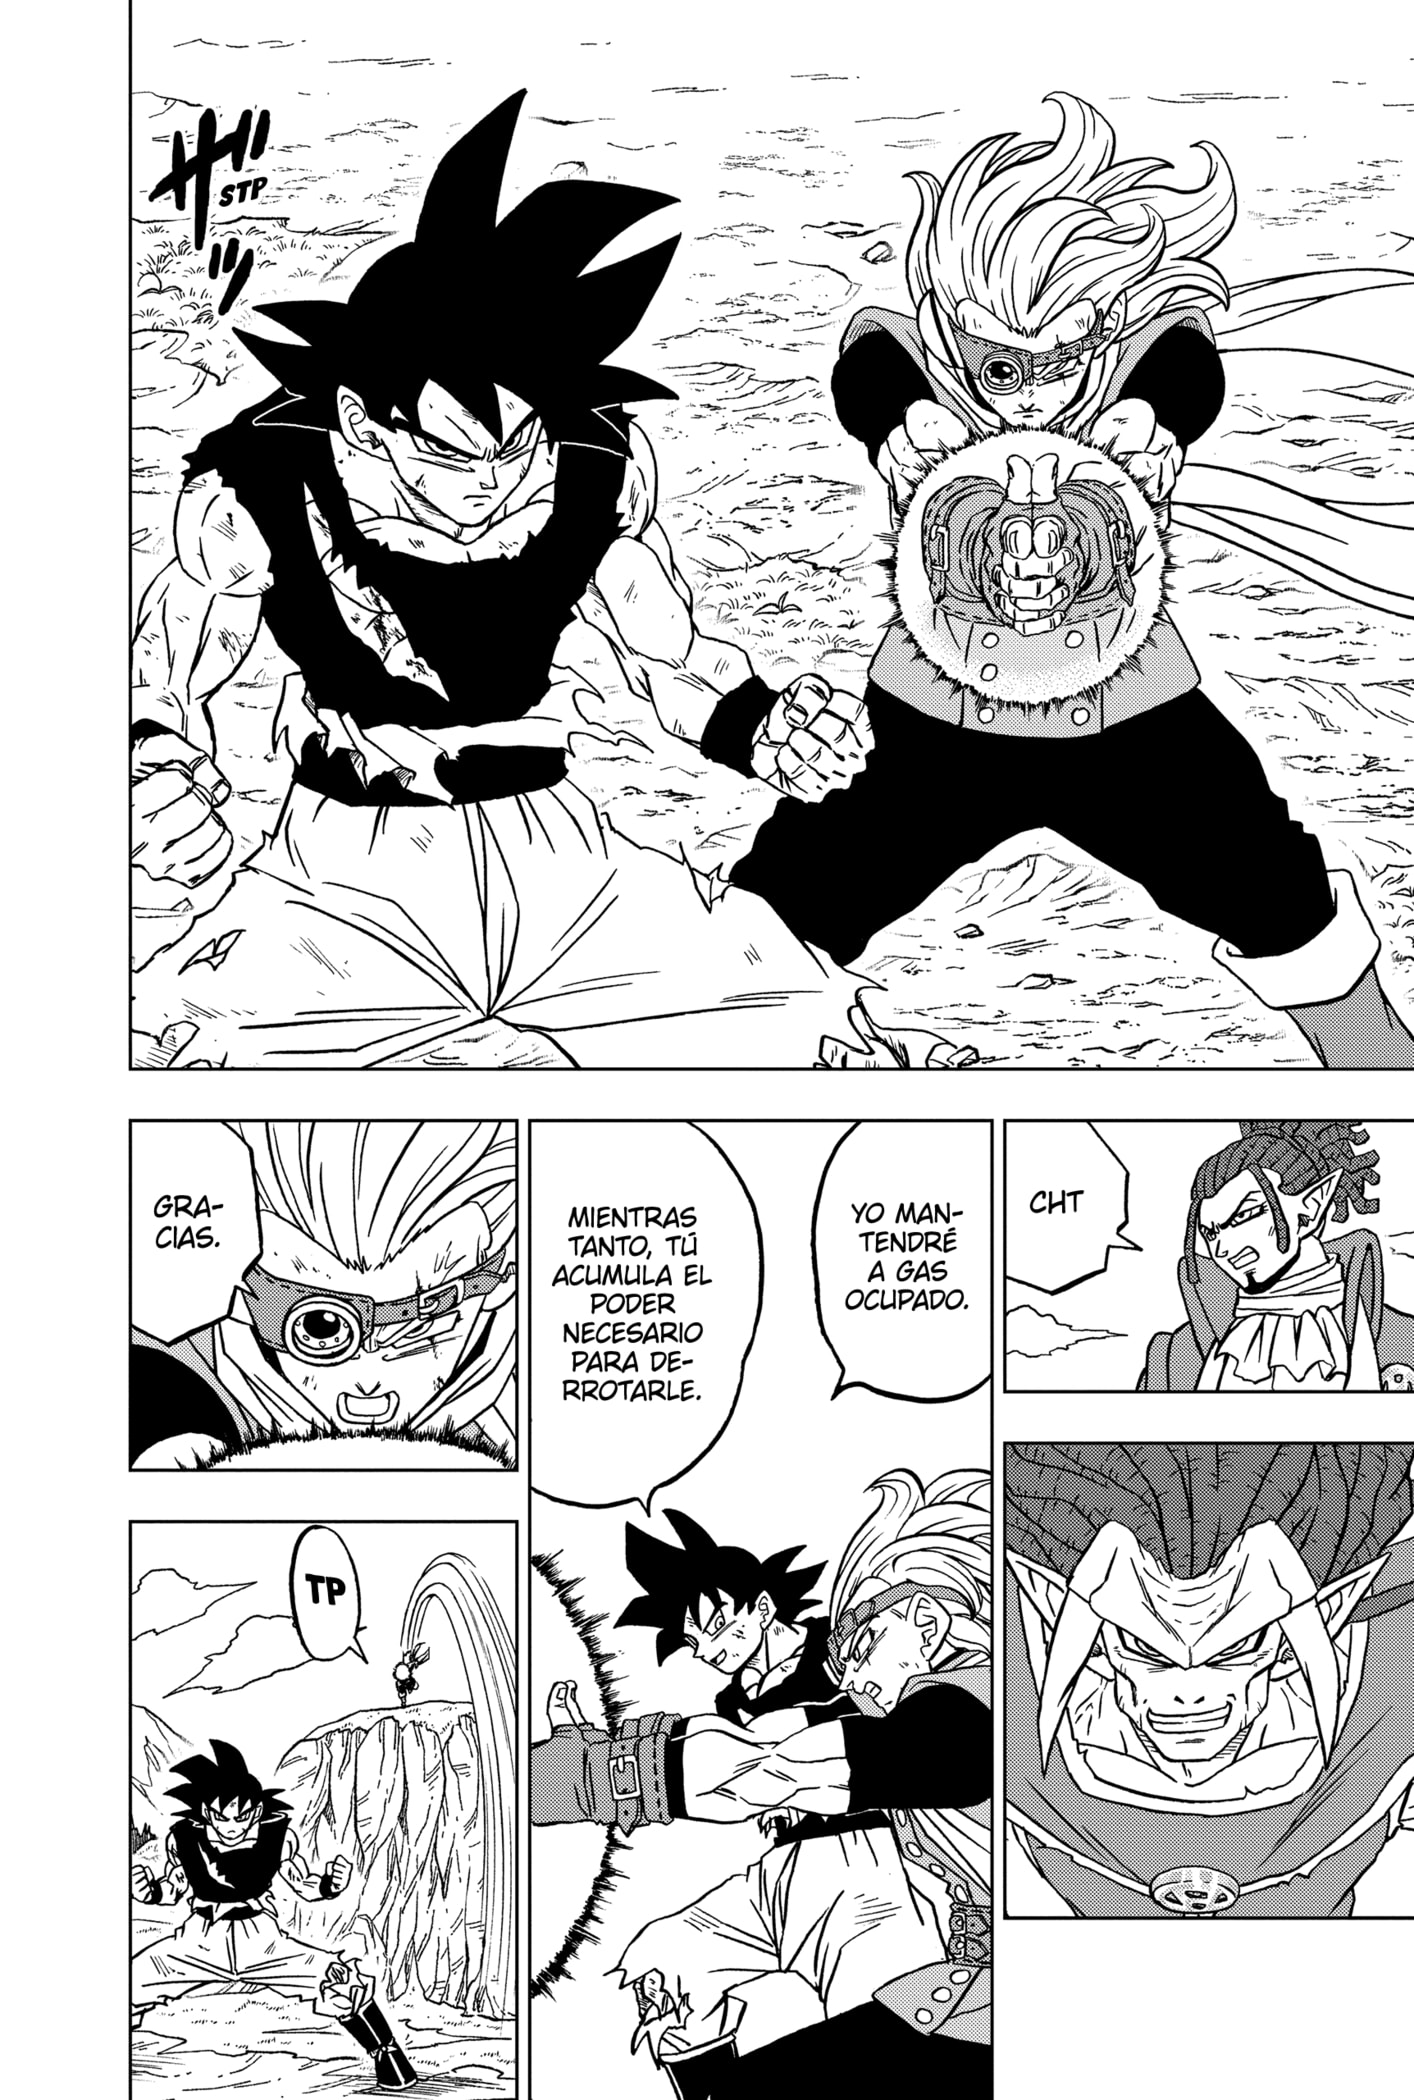 ザッ
STP
CHT
YO MAN-
TENDRÉ
A GAS
OCUPADO.
MIENTRAS
TANTO, TÚ
ACUMULA EL
PODER
NECESARIO
PARA DE-
RROTARLE.
GRA-
CIAS.
TP